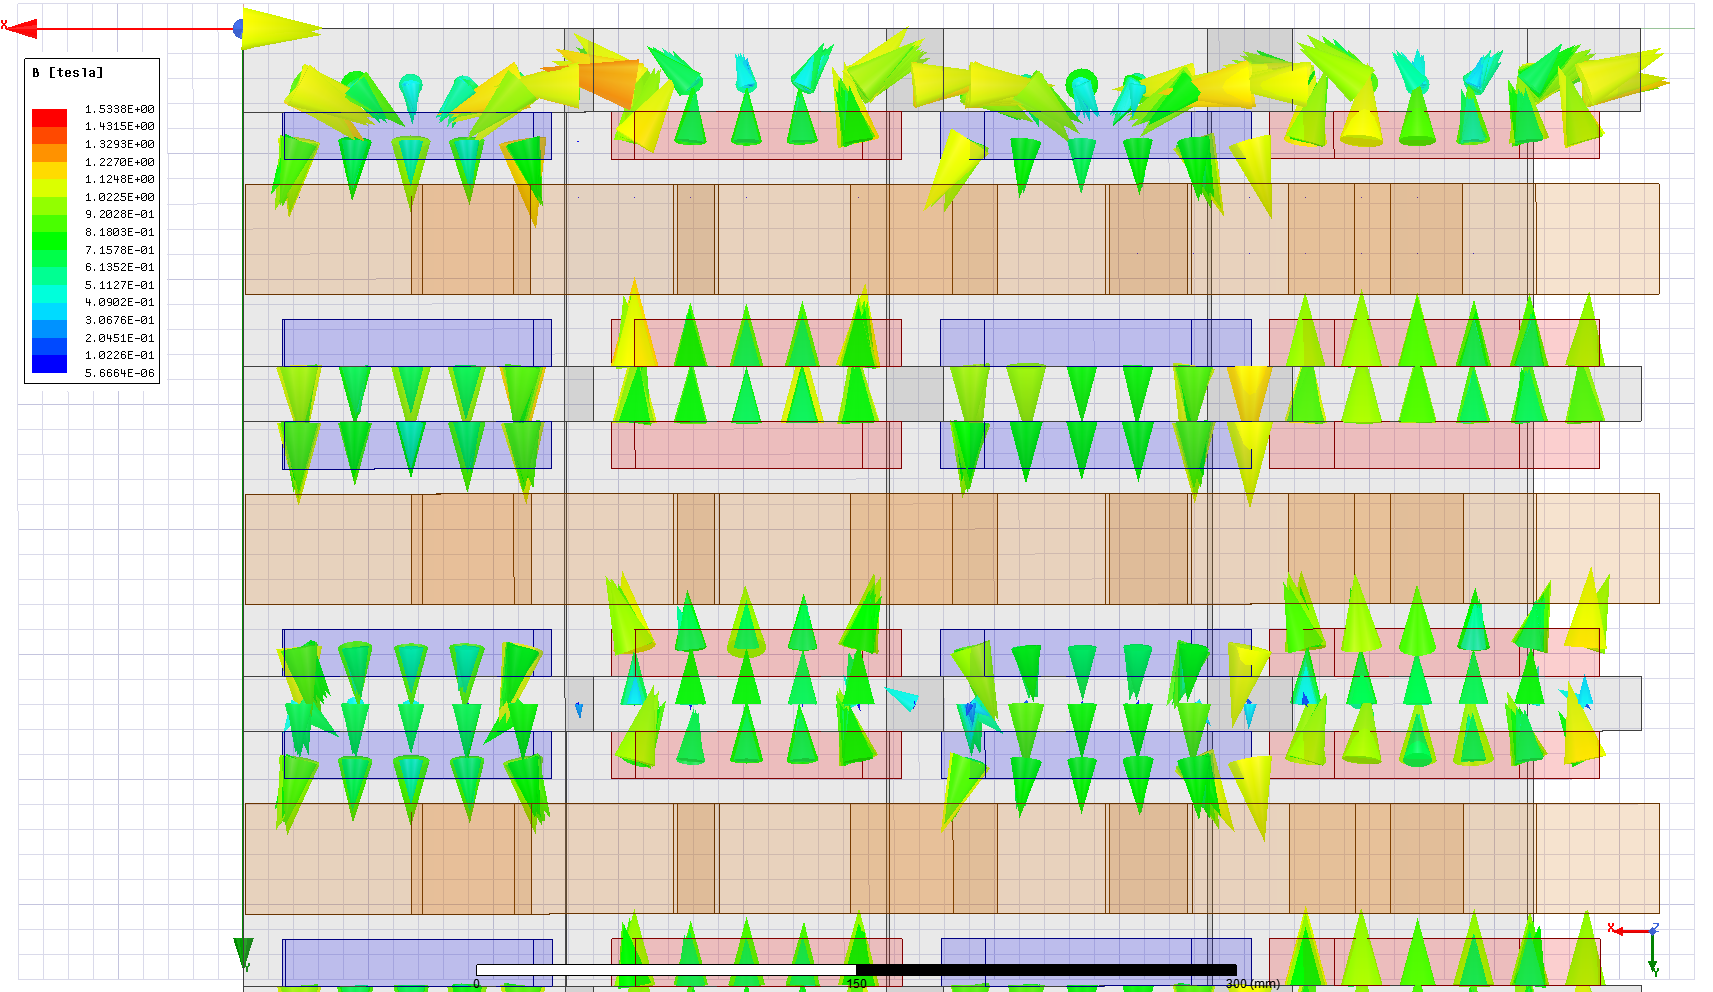 X
B [tesla]
1.5338E+00
1.4315E+00
1.3293E+00
1.2270E+00
1.1248E+00
1.0225E+00
9.2028E-01
8.1803E-01
7.1578E-01
6.1352E-01
5.1127E-01
4.0902E-01
3.0676E-01
2.0451E-01
1.0226E-01
5.6664E-06
X
Z
Y
Y
0
150
300 (mm)